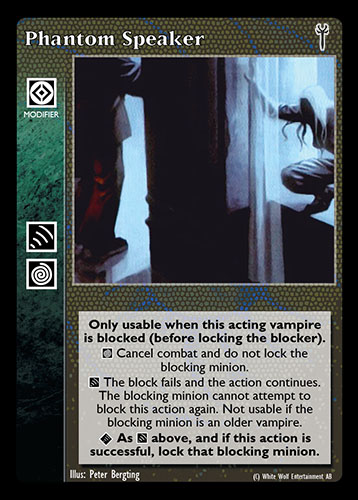 Phantom Speaker
MODIFIER
Only usable when this acting vampire
is blocked (before locking the blocker).
Cancel combat and do not lock the
blocking minion.
The block fails and the action continues.
The blocking minion cannot attempt to
block this action again. Not usable if the
blocking minion is an older vampire.
As above, and if this action is
successful, lock that blocking minion.
Illus: Peter Bergting
(C) White Wolf Entertainment AB